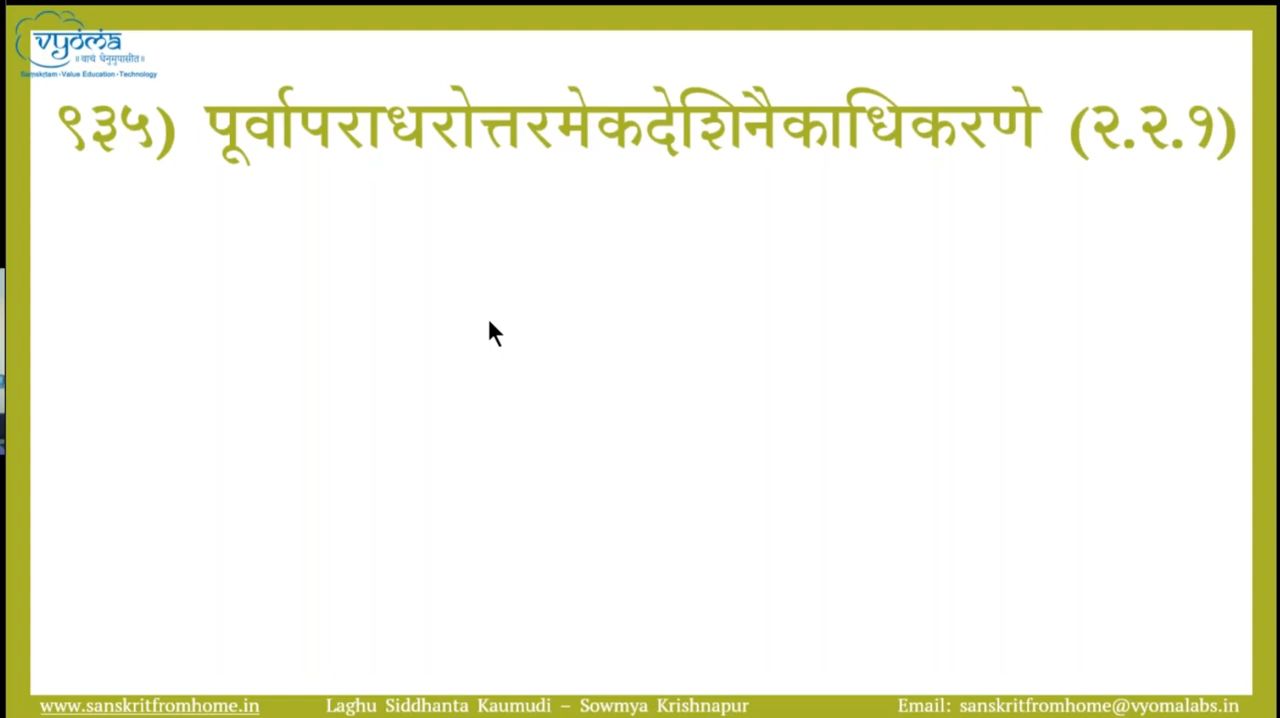 vyoma
॥वाचं धेनुमुपासीत॥
Samskrtam-Value Education-Technology
९३५) पूर्वापराधरोत्तरमेकदेशिनैकाधिकरणे (२.२.१)
www.sanskritfromhome.in Laghu Siddhanta Kaumudi – Sowmya Krishnapur Email: sanskritfromhome@vyomalabs.in